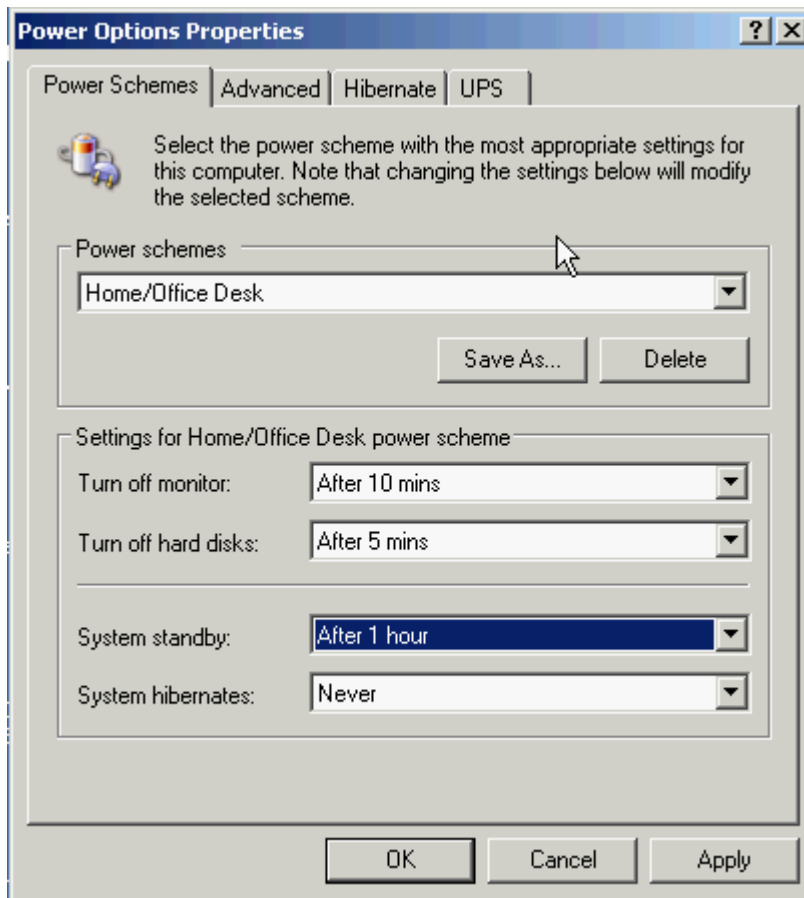 Power Options Properties
Power Schemes Advanced Hibernate UPS
Select the power scheme with the most appropriate settings for
this computer. Note that changing the settings below will modify
the selected scheme.
Power schemes
Home/Office Desk
Save As... Delete
Settings for Home/Office Desk power scheme
Turn off monitor: After 10 mins
Turn off hard disks: After 5 mins
System standby: After 1 hour
System hibernates: Never
OK Cancel Apply